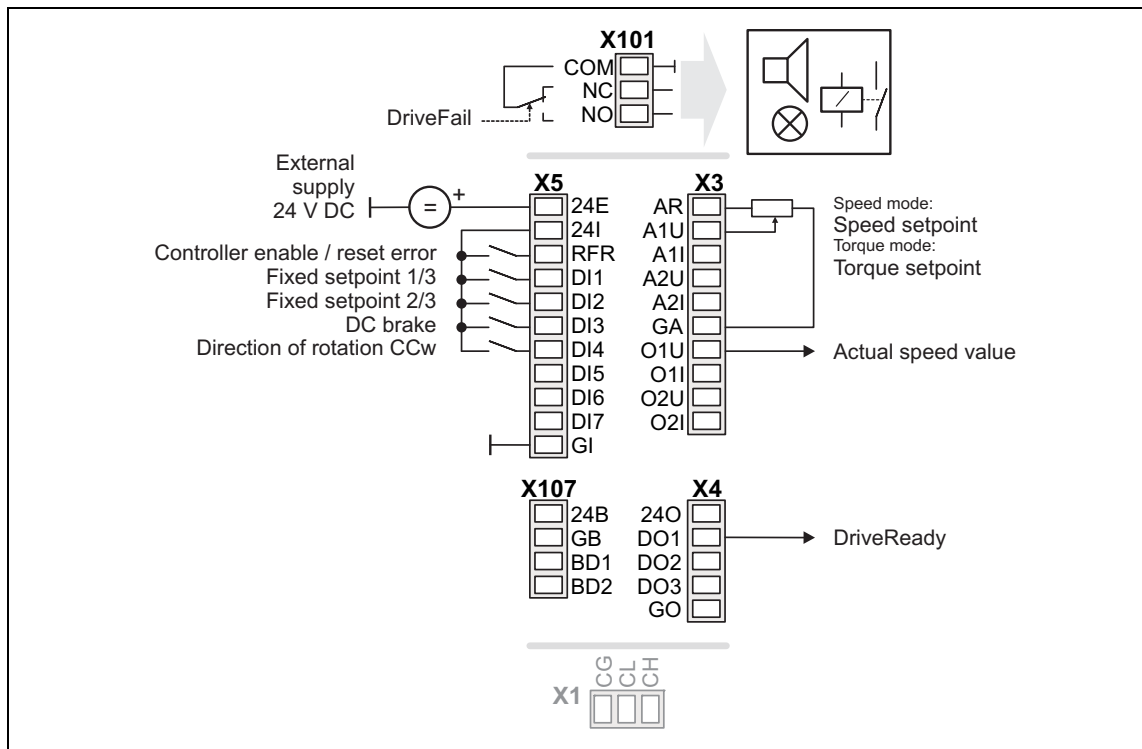 X101
COM
NC
NO
DriveFail
External
supply
24 V DC
=
+
X5
24E
24I
RFR
DI1
DI2
DI3
DI4
DI5
DI6
DI7
GI
Controller enable / reset error
Fixed setpoint 1/3
Fixed setpoint 2/3
DC brake
Direction of rotation CCw
X3
AR
A1U
A1I
A2U
A2I
GA
O1U
O1I
O2U
O2I
Speed mode:
Speed setpoint
Torque mode:
Torque setpoint
Actual speed value
X107
24B
GB
BD1
BD2
X4
24O
DO1
DO2
DO3
GO
DriveReady
X1
CG
CL
CH